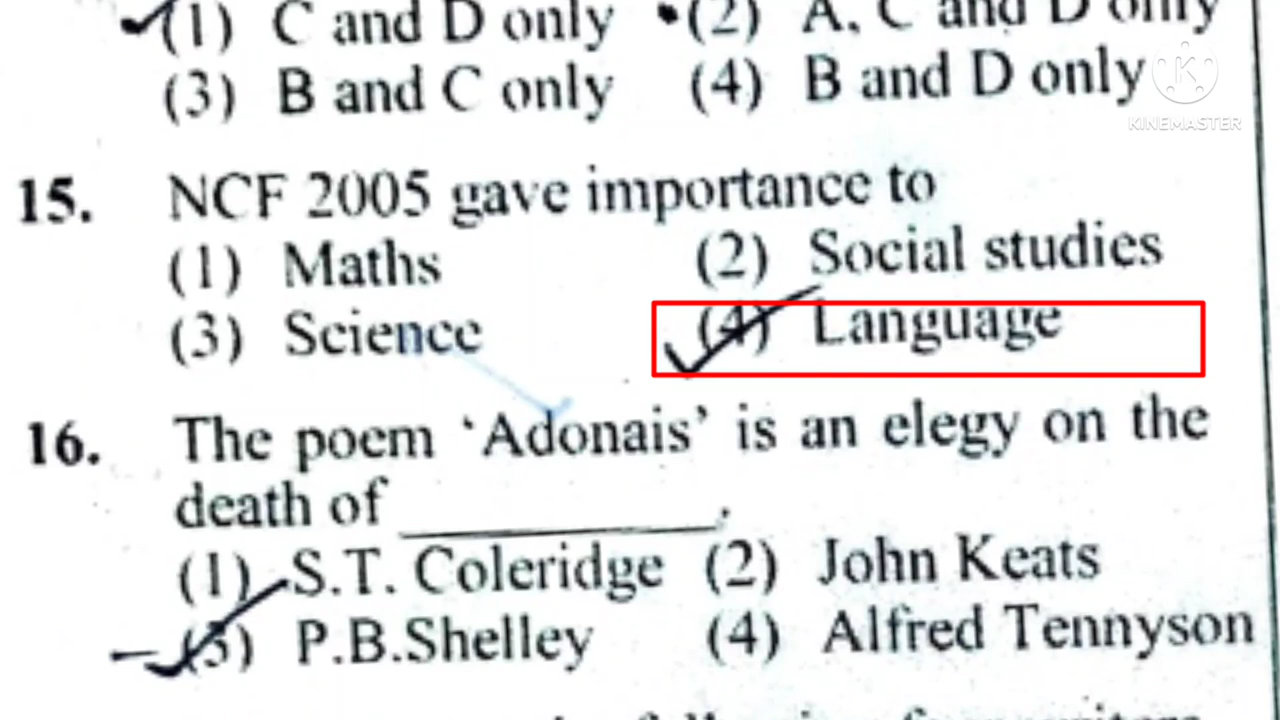 (1) C and D only (2) A, C and D only
(3) B and C only (4) B and D only
KINEMASTER
15. NCF 2005 gave importance to
(1) Maths (2) Social studies
(3) Science (4) Language
16. The poem ‘Adonais’ is an elegy on the
death of ____________.
(1) S.T. Coleridge (2) John Keats
(3) P.B.Shelley (4) Alfred Tennyson